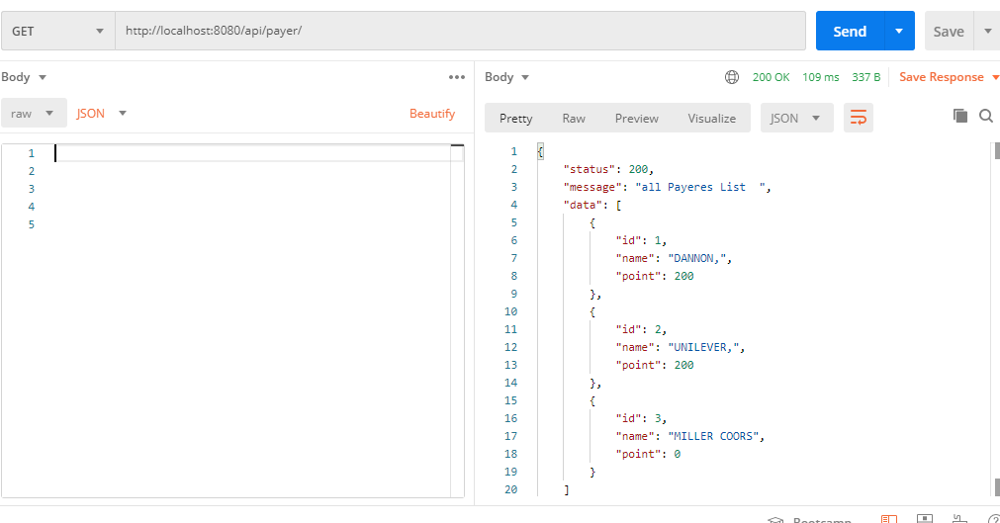 GET http://localhost:8080/api/payer/ Send Save
Body Body 200 OK 109 ms 337 B Save Response
raw JSON Beautify Pretty Raw Preview Visualize JSON
1
2
3
4
5
1 {
2 "status": 200,
3 "message": "all Payeres List  ",
4 "data": [
5 {
6 "id": 1,
7 "name": "DANNON,",
8 "point": 200
9 },
10 {
11 "id": 2,
12 "name": "UNILEVER,",
13 "point": 200
14 },
15 {
16 "id": 3,
17 "name": "MILLER COORS",
18 "point": 0
19 }
20 ]
Bootcamp